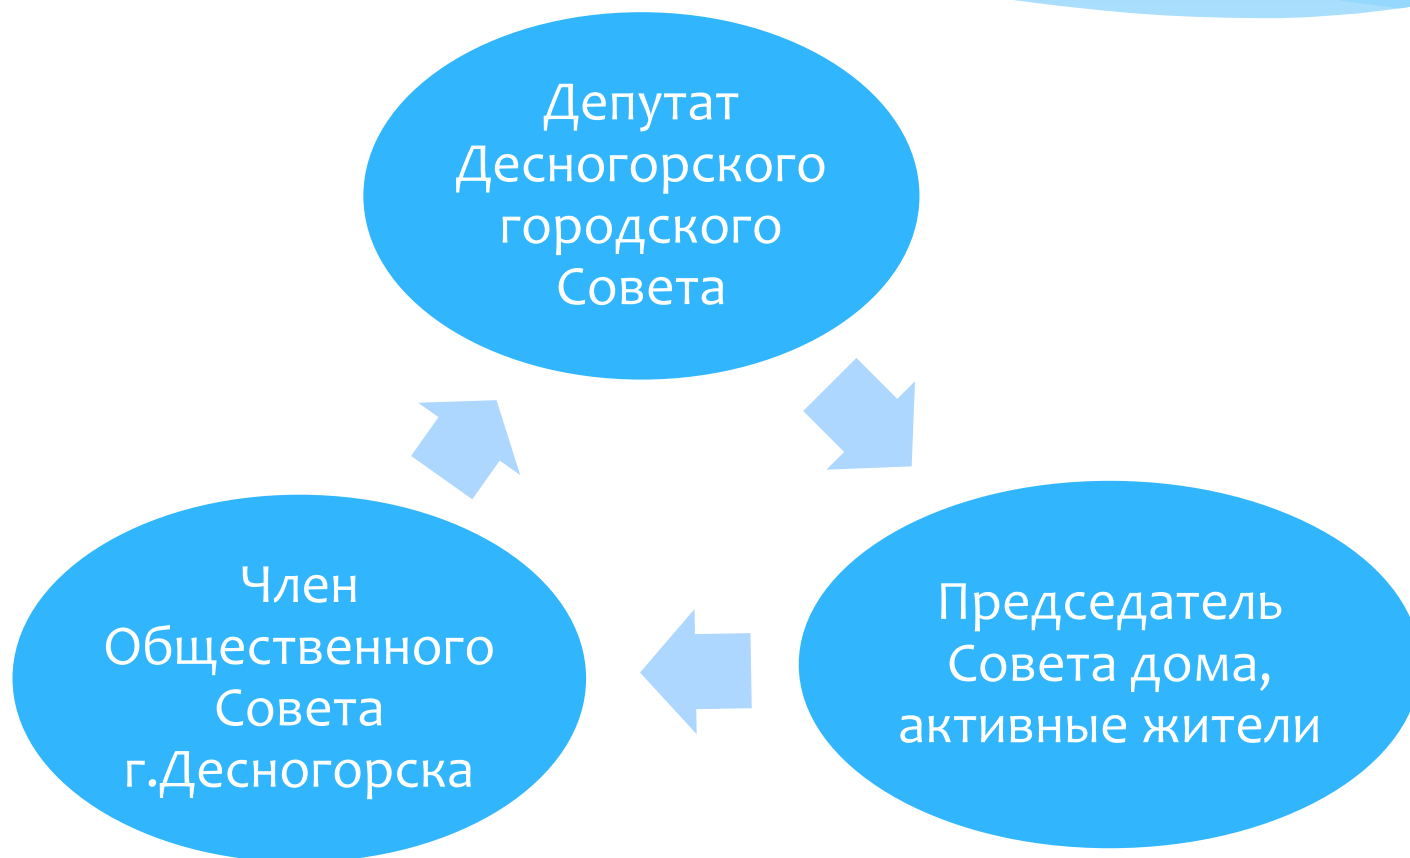 Депутат
Десногорского
городского
Совета
Председатель
Совета дома,
активные жители
Член
Общественного
Совета
г.Десногорска